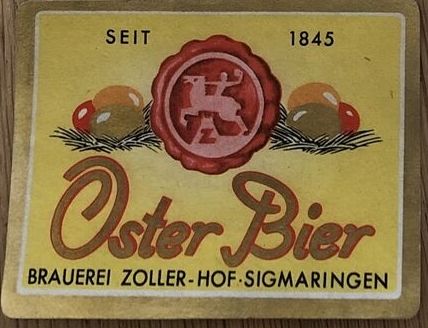 SEIT 1845
Z
Oster Bier
BRAUEREI ZOLLER-HOF·SIGMARINGEN